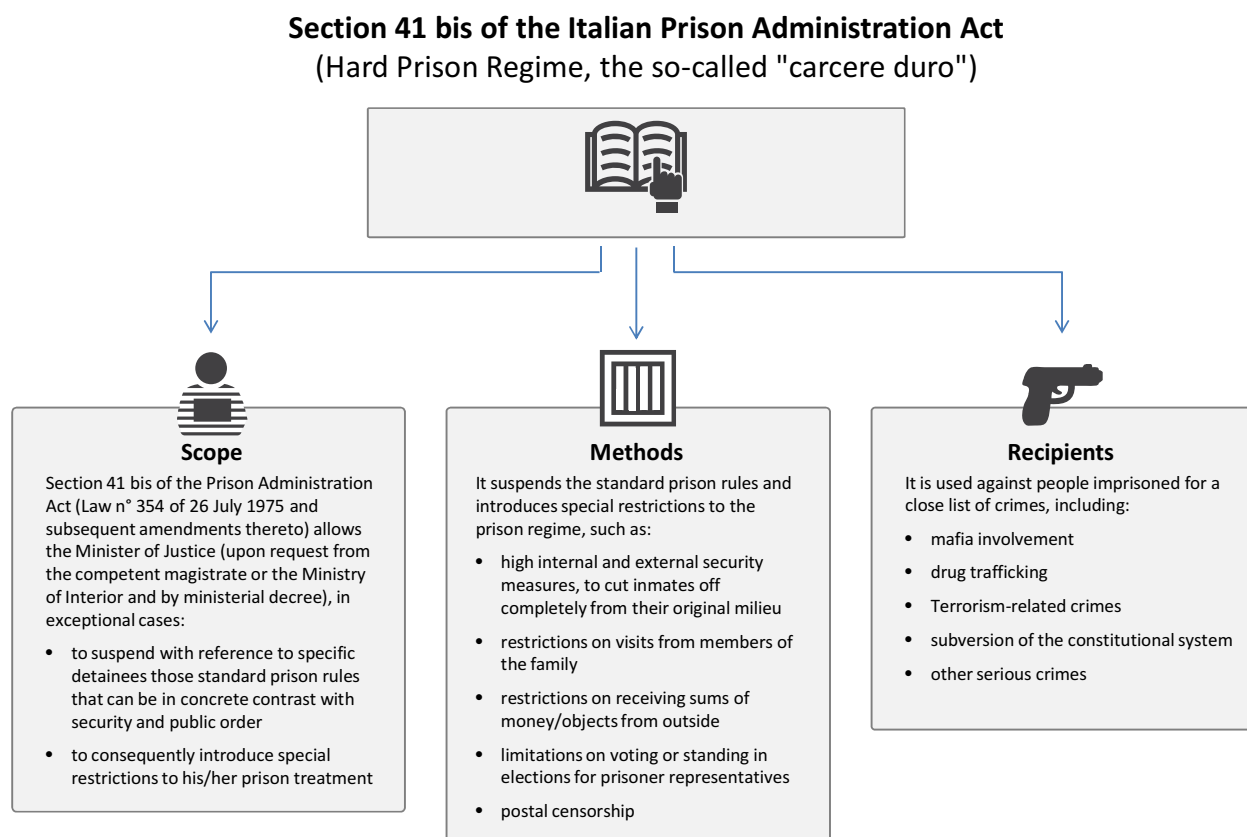 Section 41 bis of the Italian Prison Administration Act
(Hard Prison Regime, the so-called "carcere duro")
Scope
Section 41 bis of the Prison Administration
Act (Law n° 354 of 26 July 1975 and
subsequent amendments thereto) allows
the Minister of Justice (upon request from
the competent magistrate or the Ministry
of Interior and by ministerial decree), in
exceptional cases:
• to suspend with reference to specific
detainees those standard prison rules
that can be in concrete contrast with
security and public order
• to consequently introduce special
restrictions to his/her prison treatment
Methods
It suspends the standard prison rules and
introduces special restrictions to the
prison regime, such as:
• high internal and external security
measures, to cut inmates off
completely from their original milieu
• restrictions on visits from members of
the family
• restrictions on receiving sums of
money/objects from outside
• limitations on voting or standing in
elections for prisoner representatives
• postal censorship
Recipients
It is used against people imprisoned for a
close list of crimes, including:
• mafia involvement
• drug trafficking
• Terrorism-related crimes
• subversion of the constitutional system
• other serious crimes